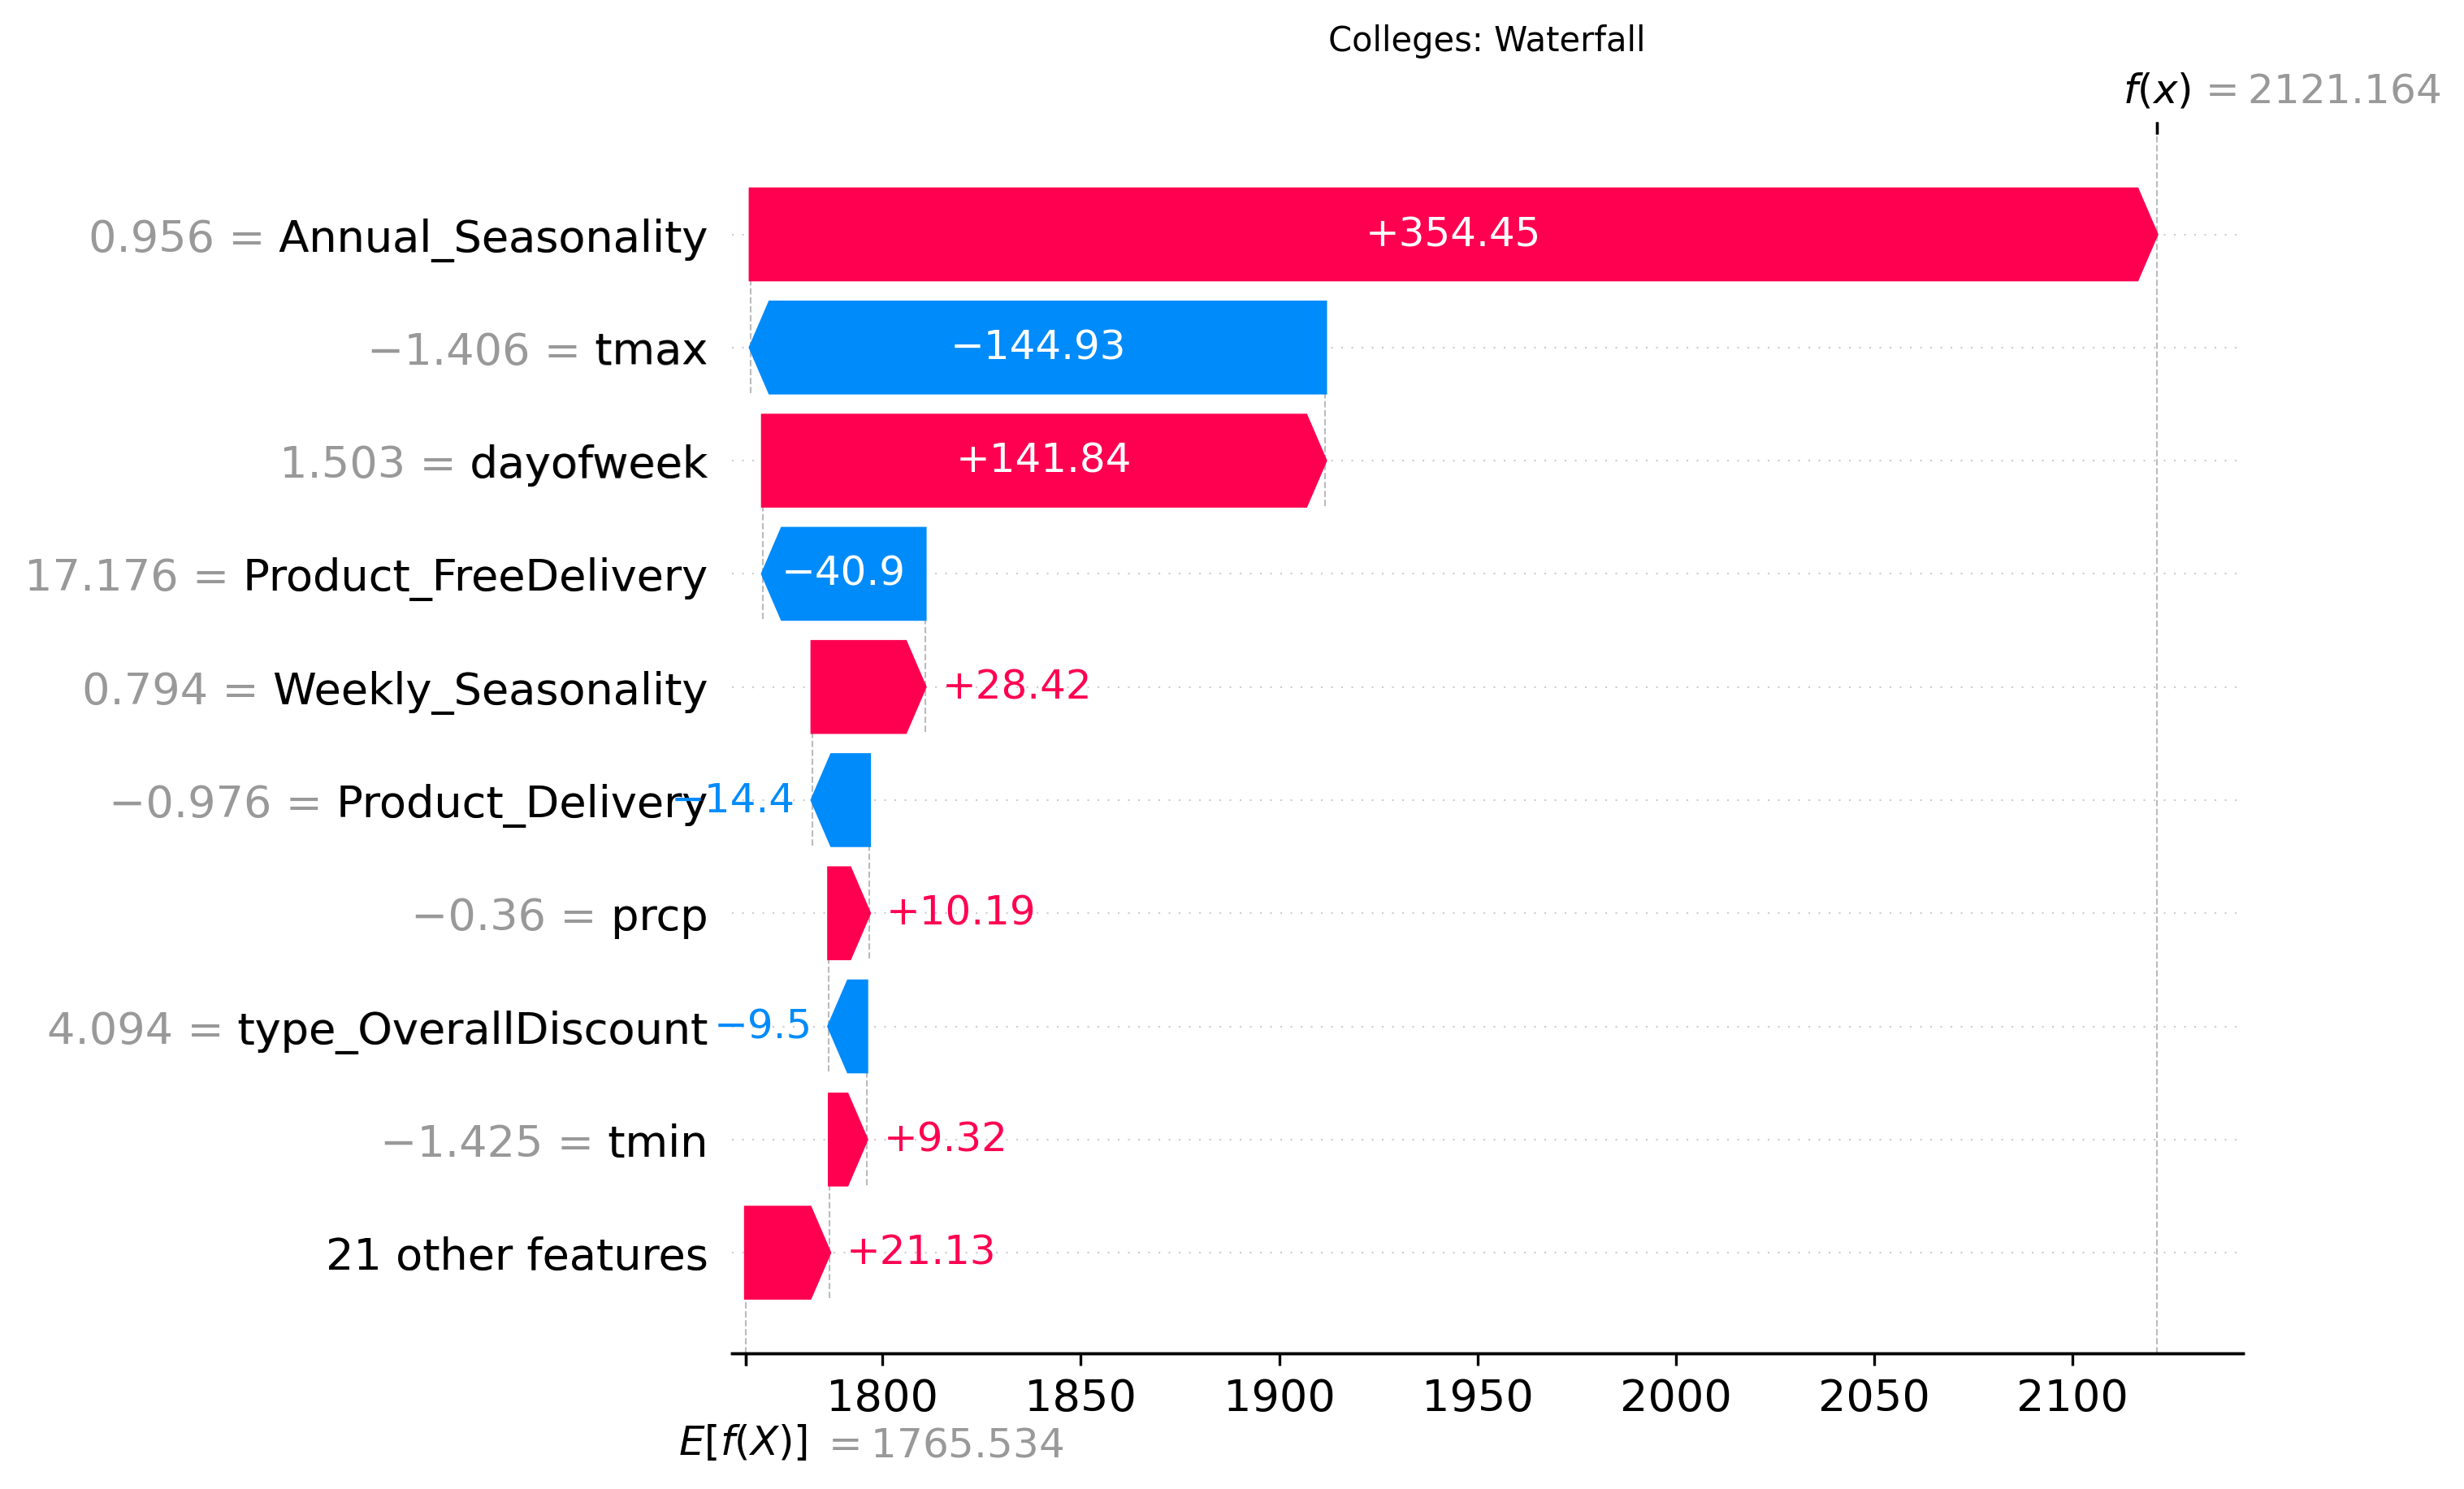 Colleges: Waterfall
f(x) = 2121.164
0.956 = Annual_Seasonality +354.45
−1.406 = tmax −144.93
1.503 = dayofweek +141.84
17.176 = Product_FreeDelivery −40.9
0.794 = Weekly_Seasonality +28.42
−0.976 = Product_Delivery −14.4
−0.36 = prcp +10.19
4.094 = type_OverallDiscount −9.5
−1.425 = tmin +9.32
21 other features +21.13
1800 1850 1900 1950 2000 2050 2100
E[f(X)] = 1765.534